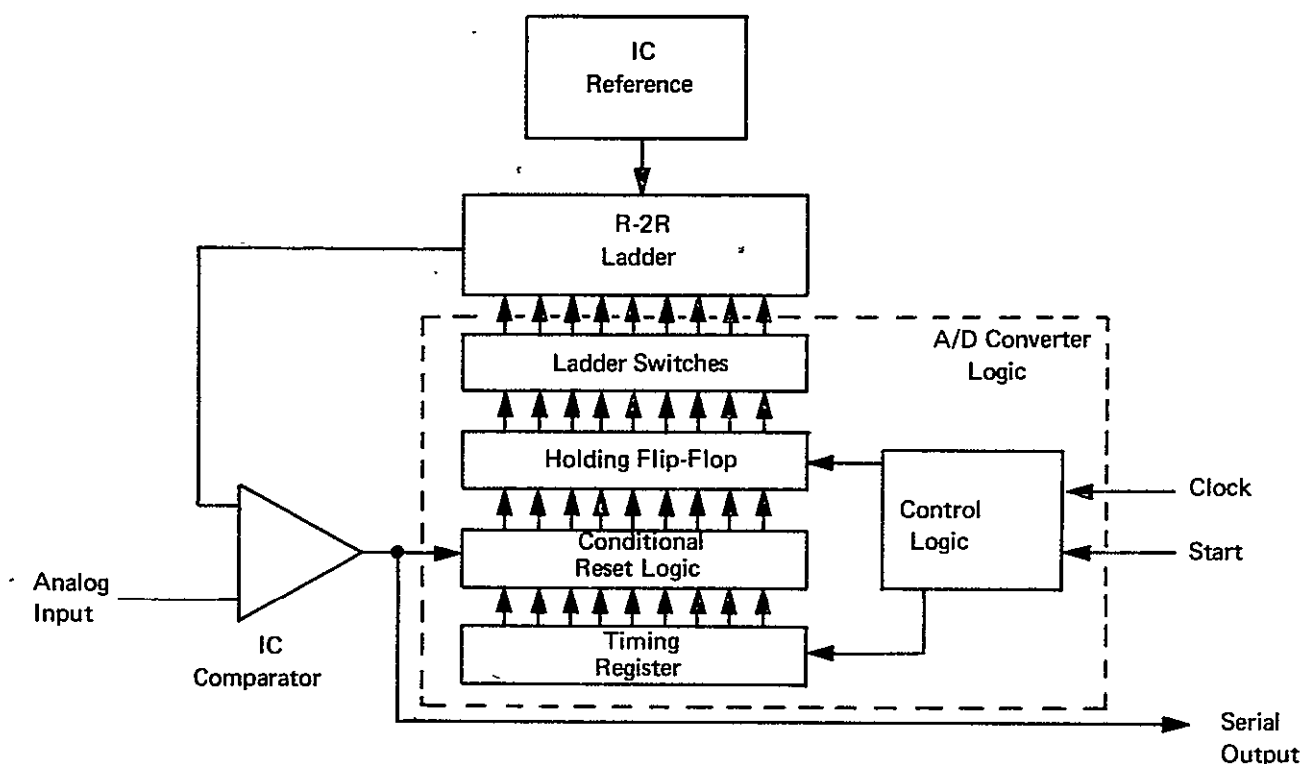 IC
Reference
R-2R
Ladder
A/D Converter
Logic
Ladder Switches
Holding Flip-Flop
Control
Logic
Clock
Start
Conditional
Reset Logic
Analog
Input
IC
Comparator
Timing
Register
Serial
Output